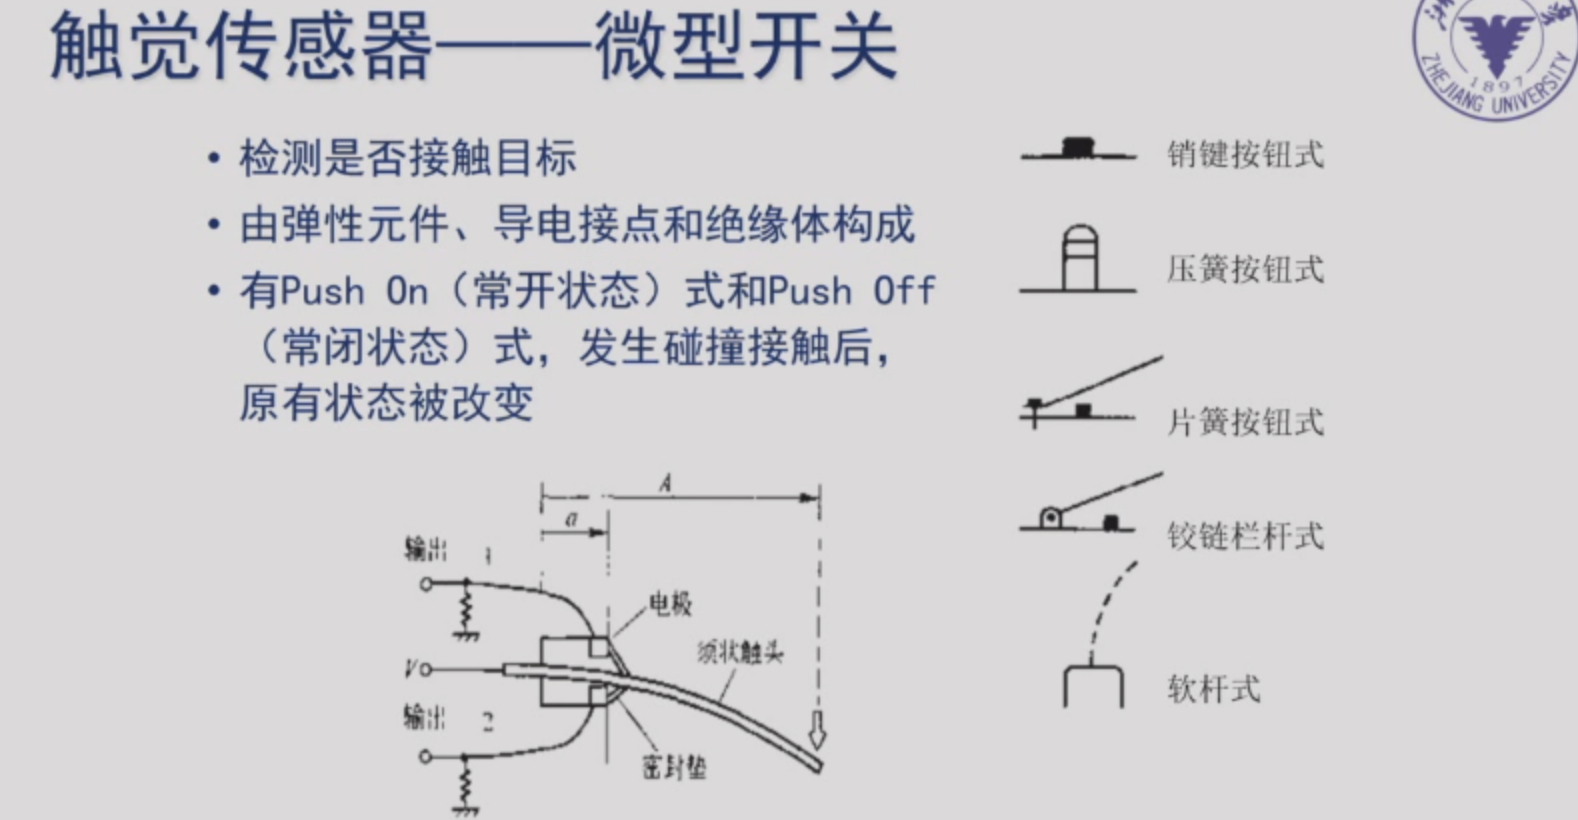 触觉传感器——微型开关
ZHEJIANG UNIVERSITY
1897
• 检测是否接触目标
• 由弹性元件、导电接点和绝缘体构成
• 有Push On（常开状态）式和Push Off
（常闭状态）式，发生碰撞接触后，
原有状态被改变
销键按钮式
压簧按钮式
片簧按钮式
铰链栏杆式
软杆式
A
a
输出 1
电极
须状触头
V
输出 2
密封垫